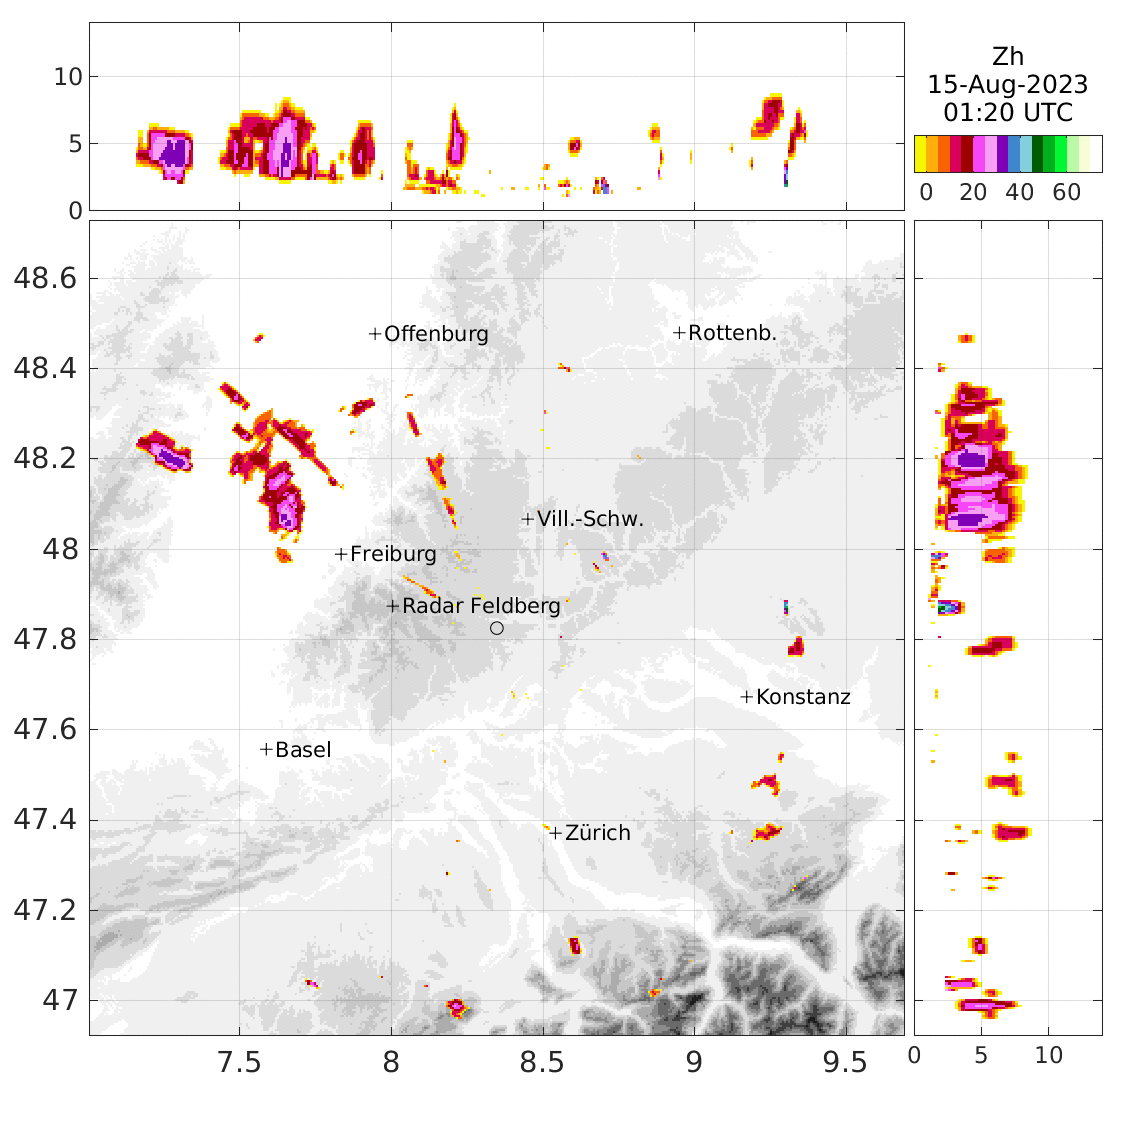 10
5
0
Zh
15-Aug-2023
01:20 UTC
0 20 40 60
48.6
48.4
48.2
48
47.8
47.6
47.4
47.2
47
+Offenburg
+Rottenb.
+Vill.-Schw.
+Freiburg
+Radar Feldberg
+Konstanz
+Basel
+Zürich
7.5 8 8.5 9 9.5
0 5 10